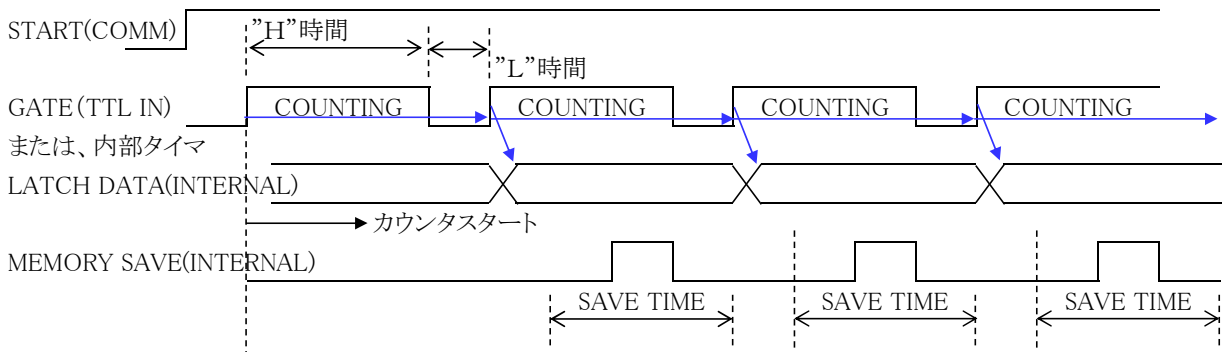 START(COMM)
”H”時間
”L”時間
GATE(TTL IN)
COUNTING
COUNTING
COUNTING
COUNTING
または、内部タイマ
LATCH DATA(INTERNAL)
カウンタスタート
MEMORY SAVE(INTERNAL)
SAVE TIME
SAVE TIME
SAVE TIME